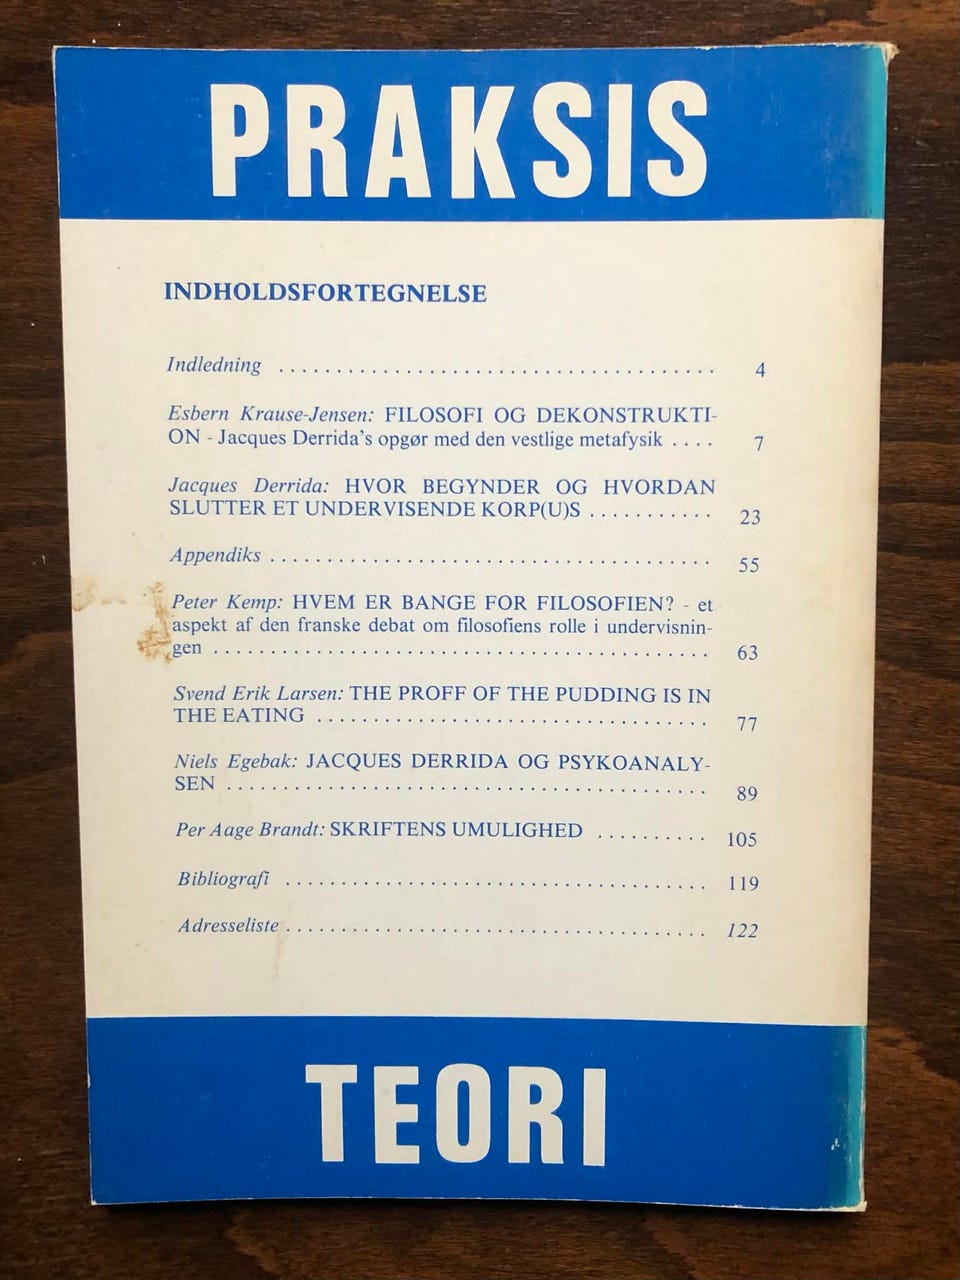 PRAKSIS
INDHOLDSFORTEGNELSE
Indledning ..................................... 4
Esbern Krause-Jensen: FILOSOFI OG DEKONSTRUKTI-
ON - Jacques Derrida's opgør med den vestlige metafysik .... 7
Jacques Derrida: HVOR BEGYNDER OG HVORDAN
SLUTTER ET UNDERVISENDE KORP(U)S ........... 23
Appendiks ...................................... 55
Peter Kemp: HVEM ER BANGE FOR FILOSOFIEN? - et
aspekt af den franske debat om filosofiens rolle i undervisnin-
gen ........................................... 63
Svend Erik Larsen: THE PROFF OF THE PUDDING IS IN
THE EATING .................................. 77
Niels Egebak: JACQUES DERRIDA OG PSYKOANALY-
SEN .......................................... 89
Per Aage Brandt: SKRIFTENS UMULIGHED .......... 105
Bibliografi .................................... 119
Adresseliste .................................... 122
TEORI